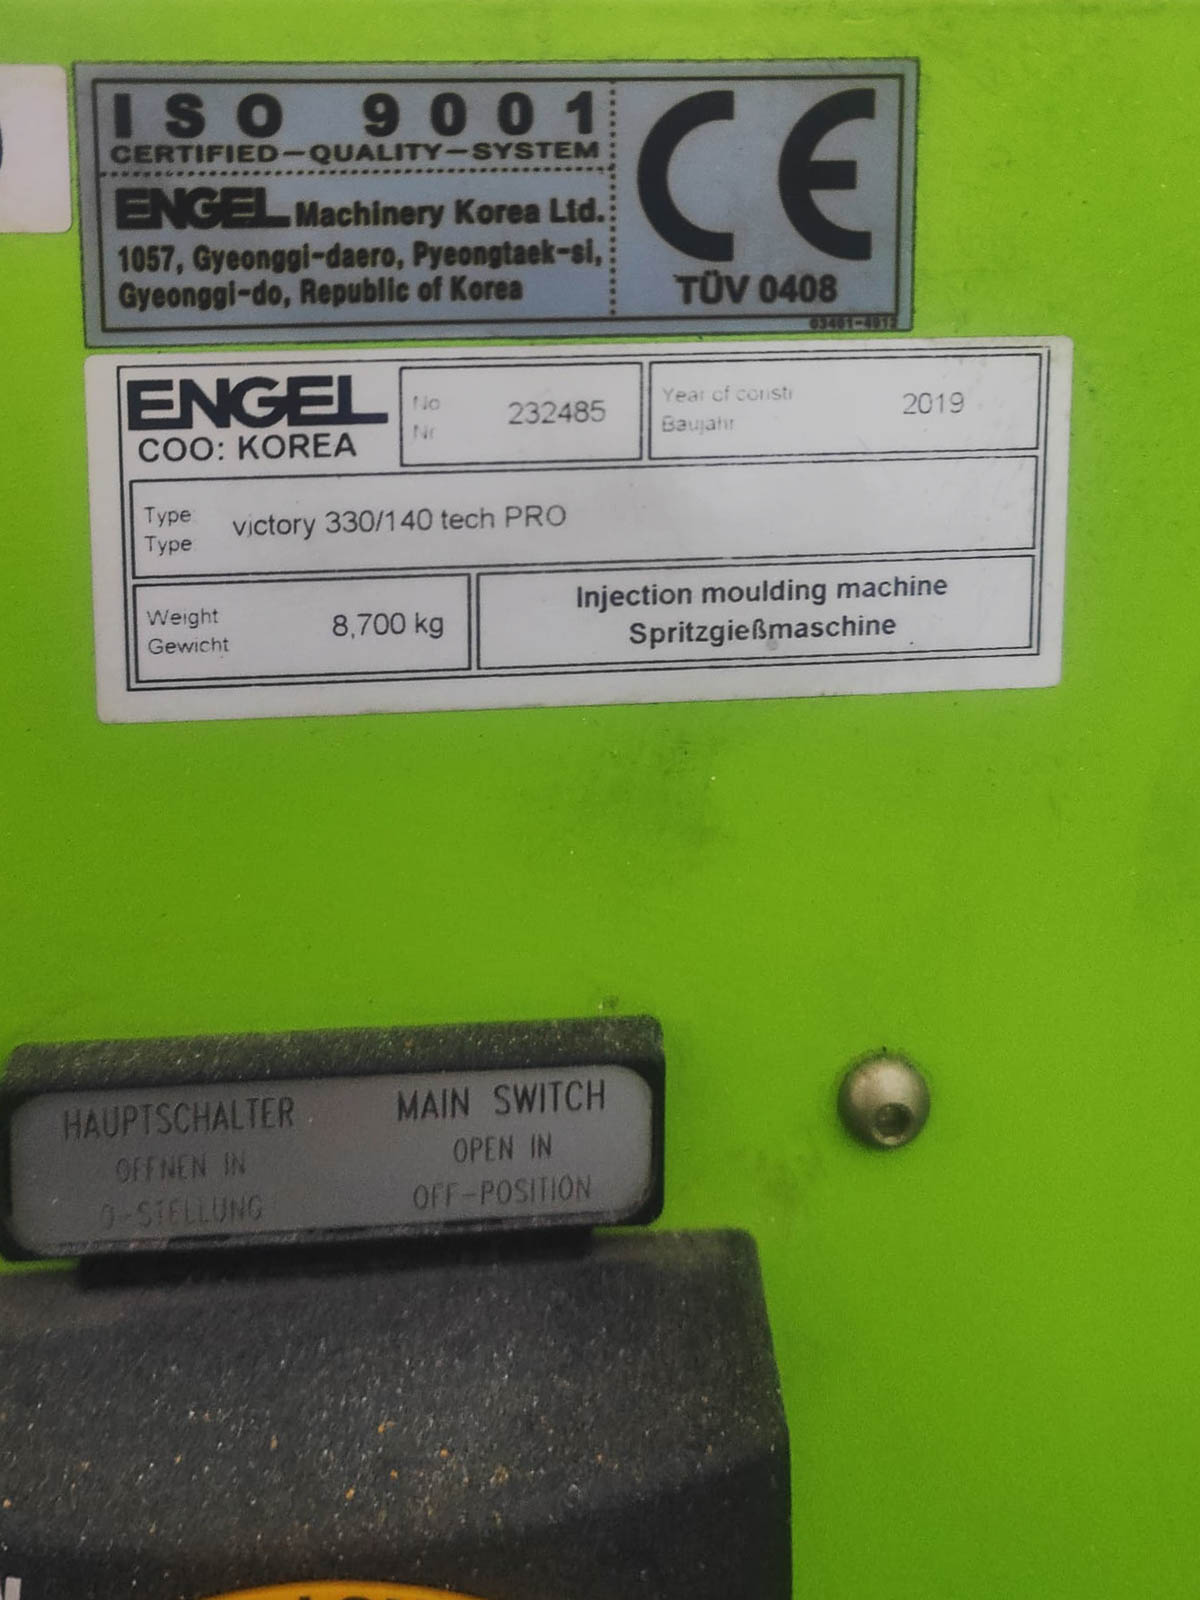 ISO 9001
CERTIFIED-QUALITY-SYSTEM
ENGEL Machinery Korea Ltd.
1057, Gyeonggi-daero, Pyeongtaek-si,
Gyeonggi-do, Republic of Korea
CE
TÜV 0408
ENGEL
COO: KOREA
No
Nr
232485
Year of constr
Baujahr
2019
Type
Type
victory 330/140 tech PRO
Weight
Gewicht
8,700 kg
Injection moulding machine
Spritzgießmaschine
HAUPTSCHALTER
ÖFFNEN IN
0-STELLUNG
MAIN SWITCH
OPEN IN
OFF-POSITION